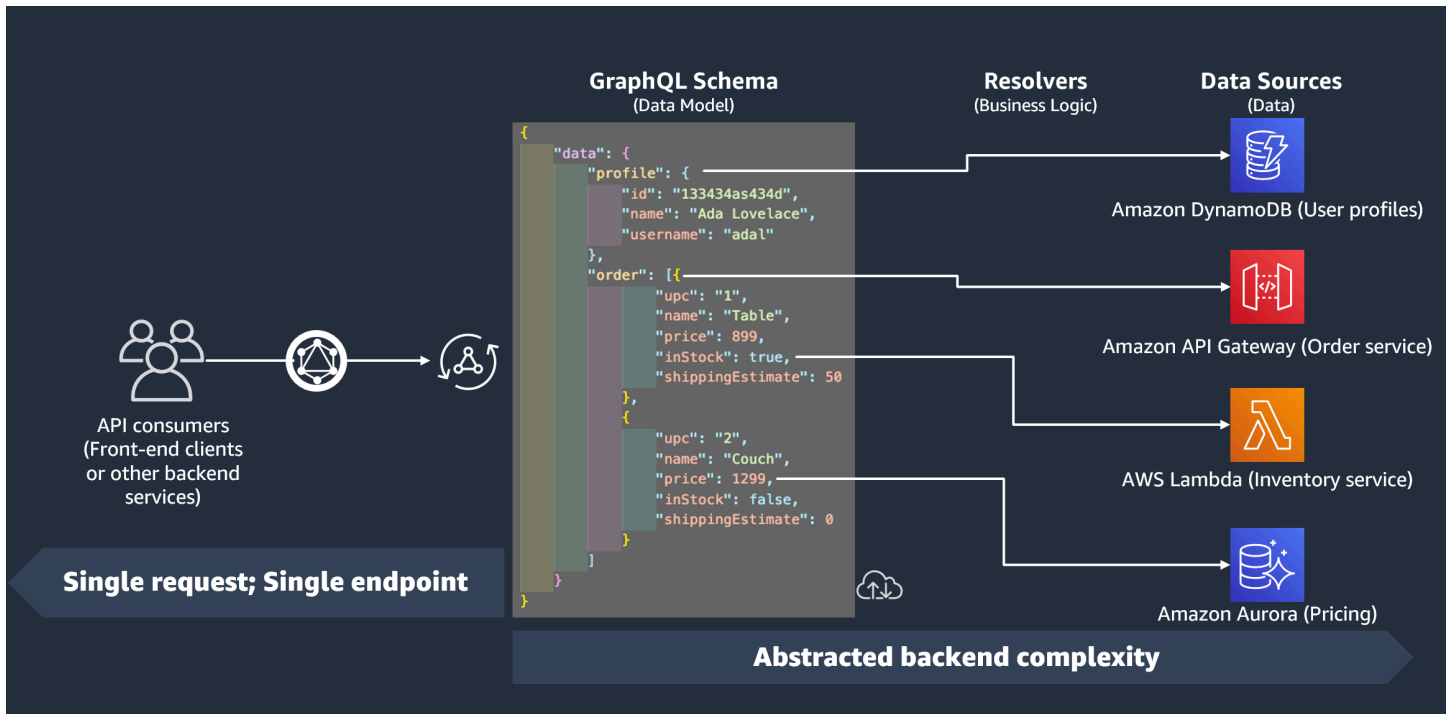 GraphQL Schema
(Data Model)
Resolvers
(Business Logic)
Data Sources
(Data)
{
"data": {
"profile": {
"id": "133434as434d",
"name": "Ada Lovelace",
"username": "adal"
},
"order": [{
"upc": "1",
"name": "Table",
"price": 899,
"inStock": true,
"shippingEstimate": 50
},
{
"upc": "2",
"name": "Couch",
"price": 1299,
"inStock": false,
"shippingEstimate": 0
}
]
}
}
Amazon DynamoDB (User profiles)
</>
Amazon API Gateway (Order service)
AWS Lambda (Inventory service)
Amazon Aurora (Pricing)
API consumers
(Front-end clients
or other backend
services)
Single request; Single endpoint
Abstracted backend complexity